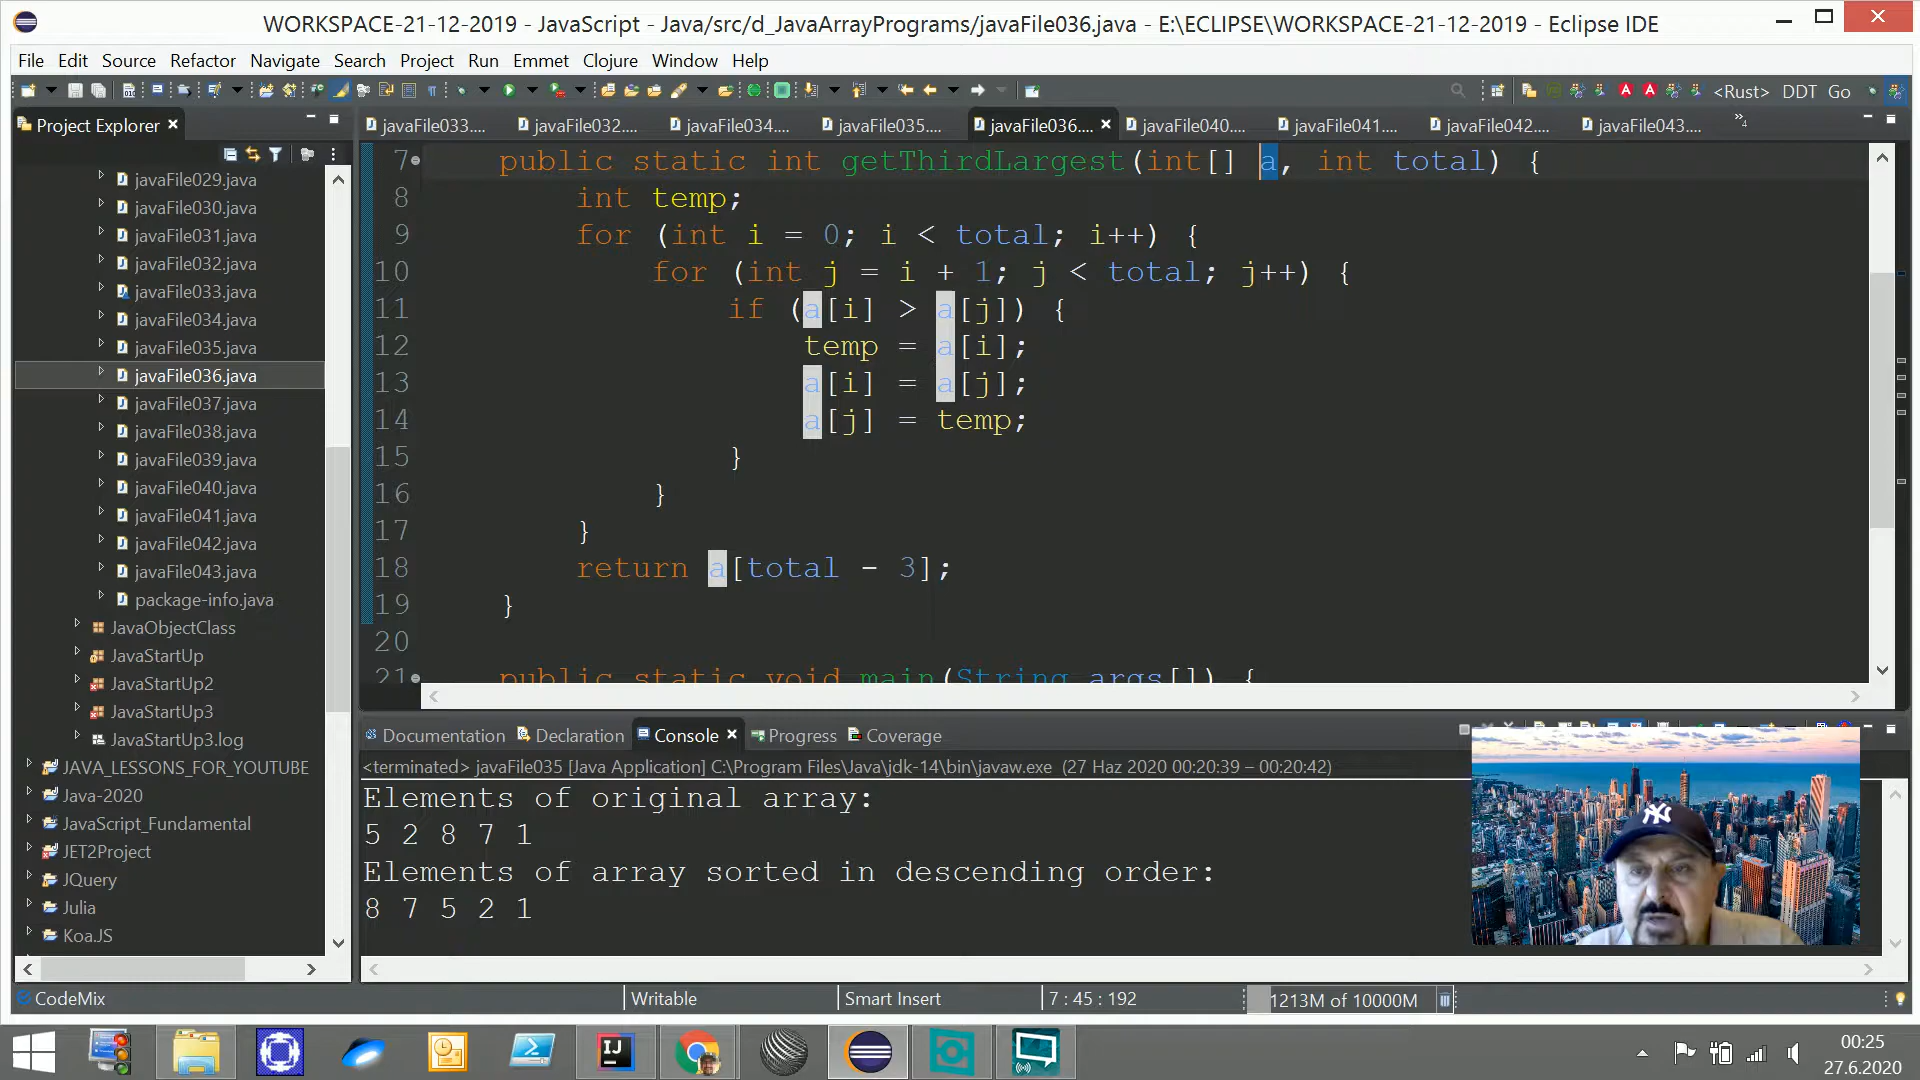 WORKSPACE-21-12-2019 - JavaScript - Java/src/d_JavaArrayPrograms/javaFile036.java - E:\ECLIPSE\WORKSPACE-21-12-2019 - Eclipse IDE
File Edit Source Refactor Navigate Search Project Run Emmet Clojure Window Help
<Rust> DDT Go
Project Explorer
javaFile033.... javaFile032.... javaFile034.... javaFile035.... javaFile036.... javaFile040.... javaFile041.... javaFile042.... javaFile043.... »4
javaFile029.java
javaFile030.java
javaFile031.java
javaFile032.java
javaFile033.java
javaFile034.java
javaFile035.java
javaFile036.java
javaFile037.java
javaFile038.java
javaFile039.java
javaFile040.java
javaFile041.java
javaFile042.java
javaFile043.java
package-info.java
JavaObjectClass
JavaStartUp
JavaStartUp2
JavaStartUp3
JavaStartUp3.log
JAVA_LESSONS_FOR_YOUTUBE
Java-2020
JavaScript_Fundamental
JET2Project
JQuery
Julia
Koa.JS
7 public static int getThirdLargest(int[] a, int total) {
8 int temp;
9 for (int i = 0; i < total; i++) {
10 for (int j = i + 1; j < total; j++) {
11 if (a[i] > a[j]) {
12 temp = a[i];
13 a[i] = a[j];
14 a[j] = temp;
15 }
16 }
17 }
18 return a[total - 3];
19 }
20
21 public static void main(String args[]) {
Documentation Declaration Console Progress Coverage
<terminated> javaFile035 [Java Application] C:\Program Files\Java\jdk-14\bin\javaw.exe (27 Haz 2020 00:20:39 – 00:20:42)
Elements of original array:
5 2 8 7 1
Elements of array sorted in descending order:
8 7 5 2 1
NY
CodeMix Writable Smart Insert 7 : 45 : 192 1213M of 10000M
IJ
00:25
27.6.2020